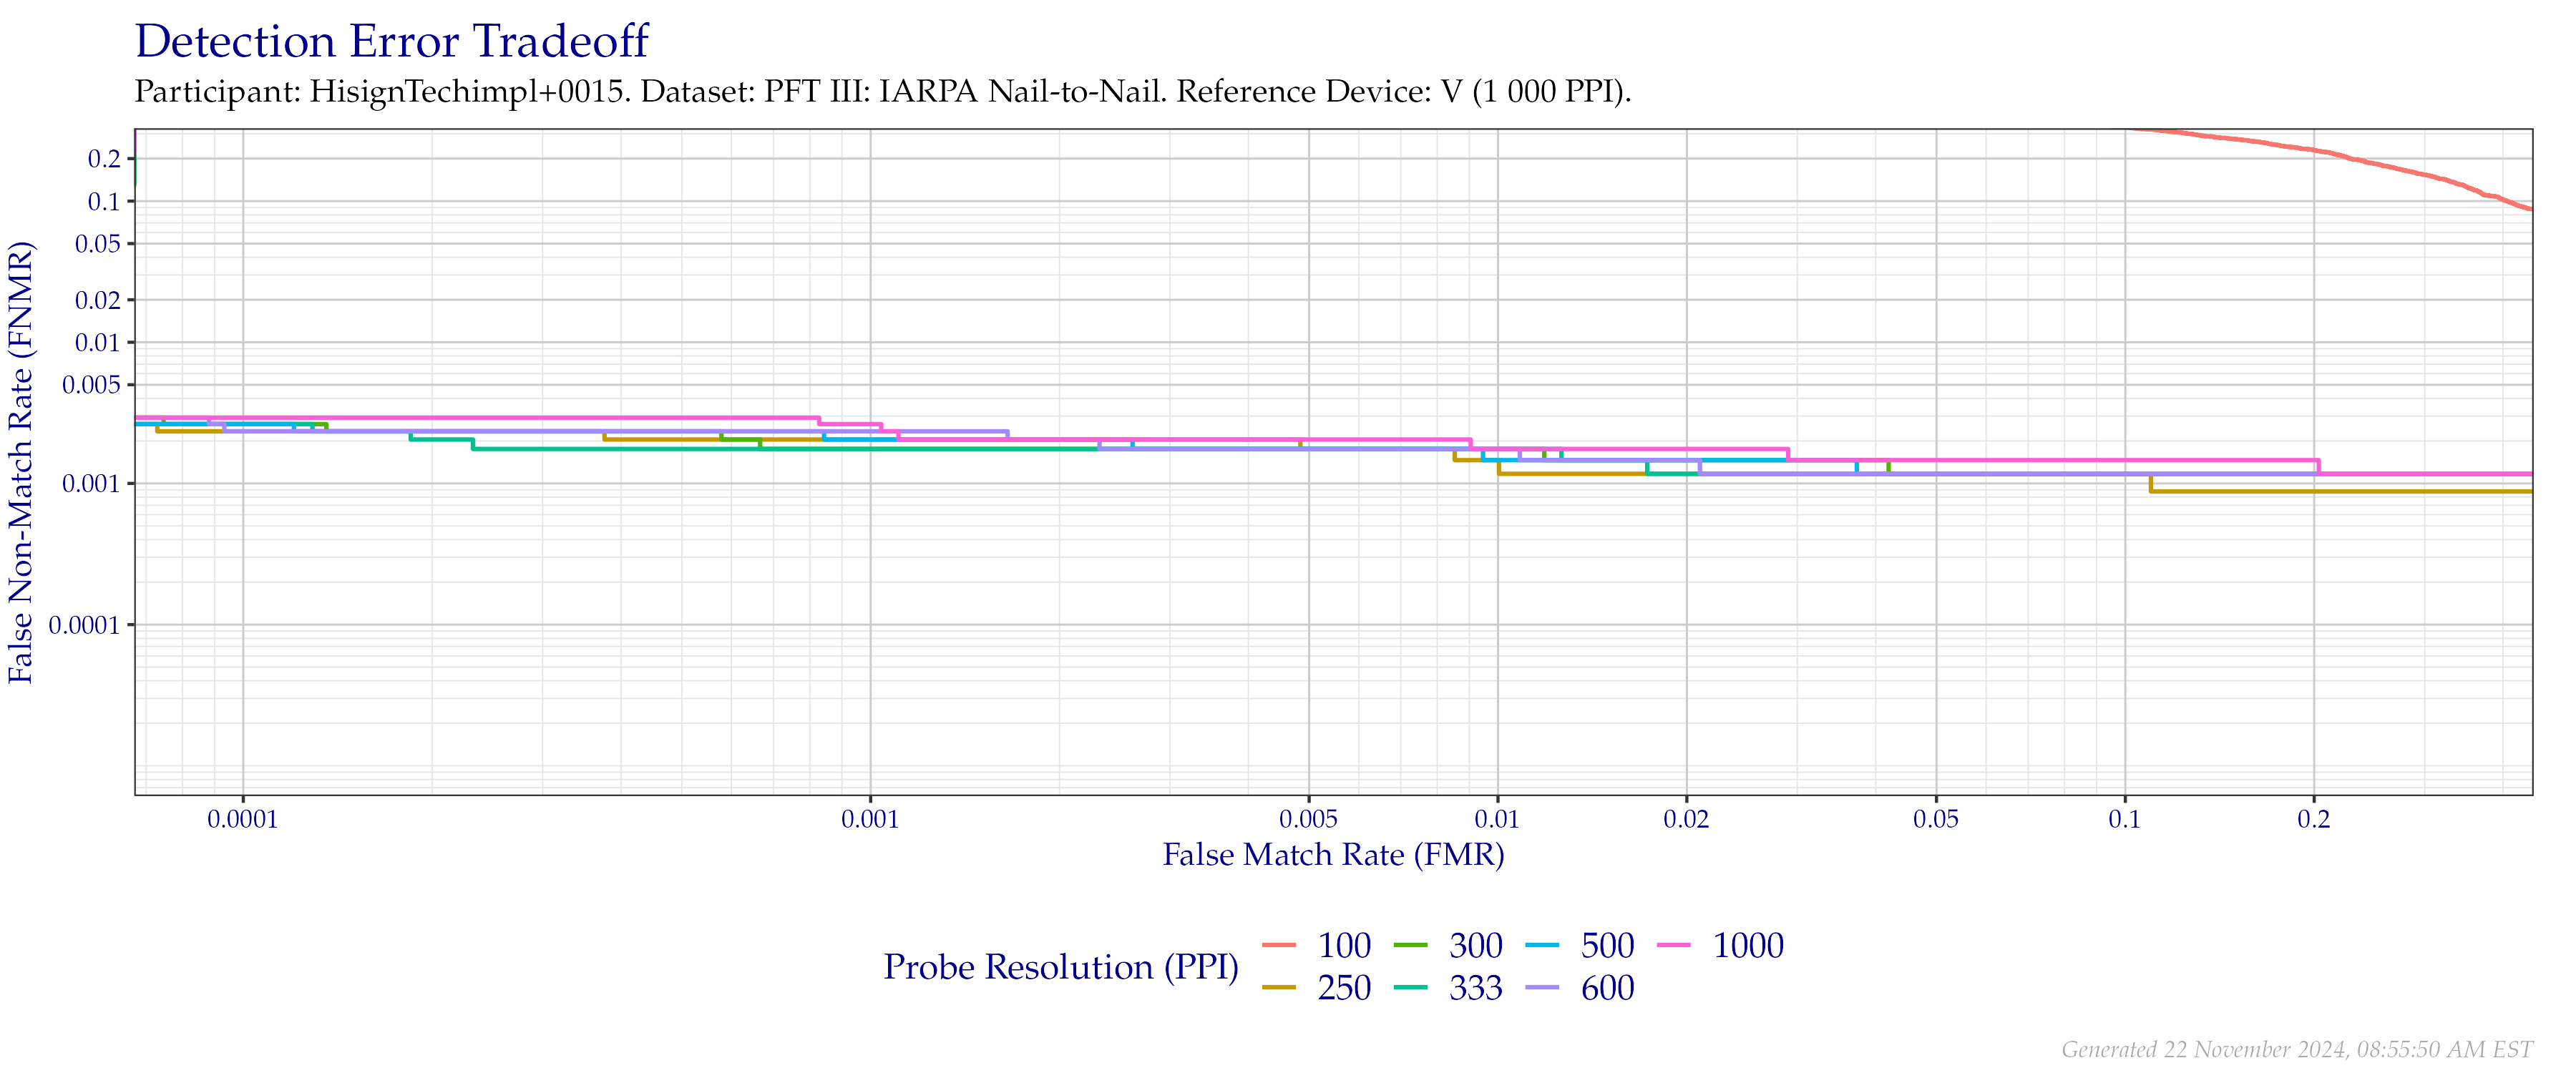 Detection Error Tradeoff
Participant: HisignTechimpl+0015. Dataset: PFT III: IARPA Nail-to-Nail. Reference Device: V (1 000 PPI).
False Non-Match Rate (FNMR)
0.2
0.1
0.05
0.02
0.01
0.005
0.001
0.0001
0.0001 0.001 0.005 0.01 0.02 0.05 0.1 0.2
False Match Rate (FMR)
Probe Resolution (PPI)
100 300 500 1000
250 333 600
Generated 22 November 2024, 08:55:50 AM EST